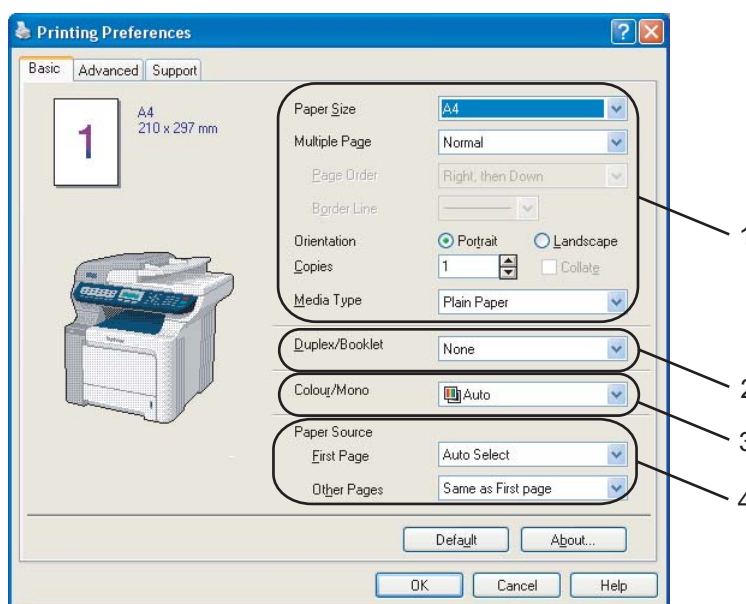 Printing Preferences
Basic Advanced Support
1
A4
210 x 297 mm
Paper Size A4
Multiple Page Normal
Page Order Right, then Down
Border Line
Orientation Portrait Landscape
Copies 1 Collate
Media Type Plain Paper
1
Duplex/Booklet None
2
Colour/Mono Auto
3
Paper Source
First Page Auto Select
Other Pages Same as First page
4
Default About...
OK Cancel Help